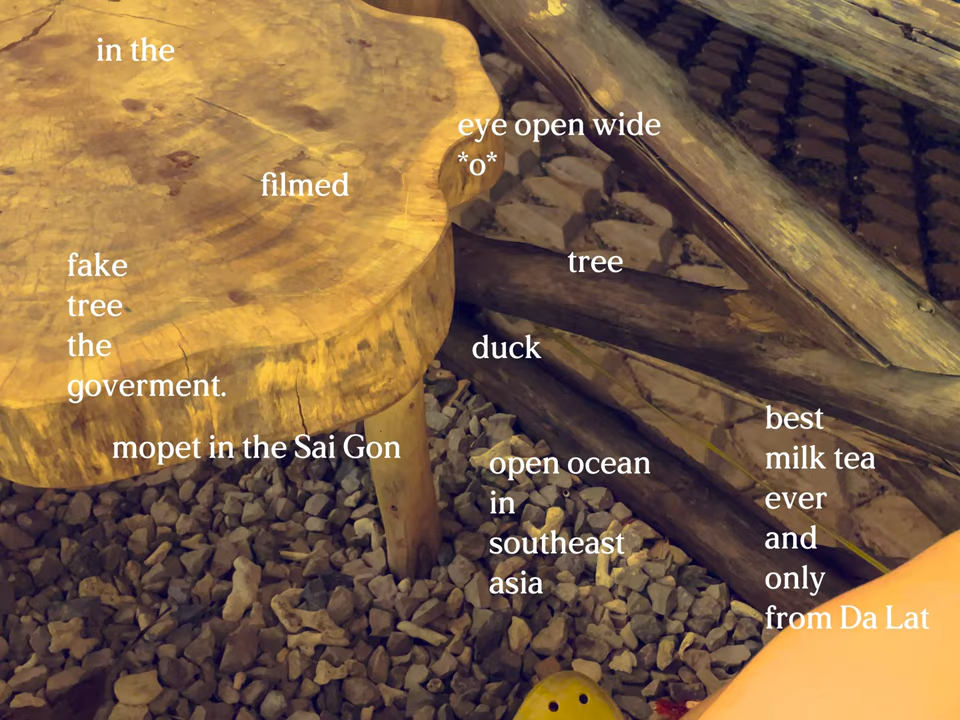 in the
eye open wide
*o*
filmed
fake
tree
the
goverment.
tree
duck
mopet in the Sai Gon
open ocean
in
southeast
asia
best
milk tea
ever
and
only
from Da Lat